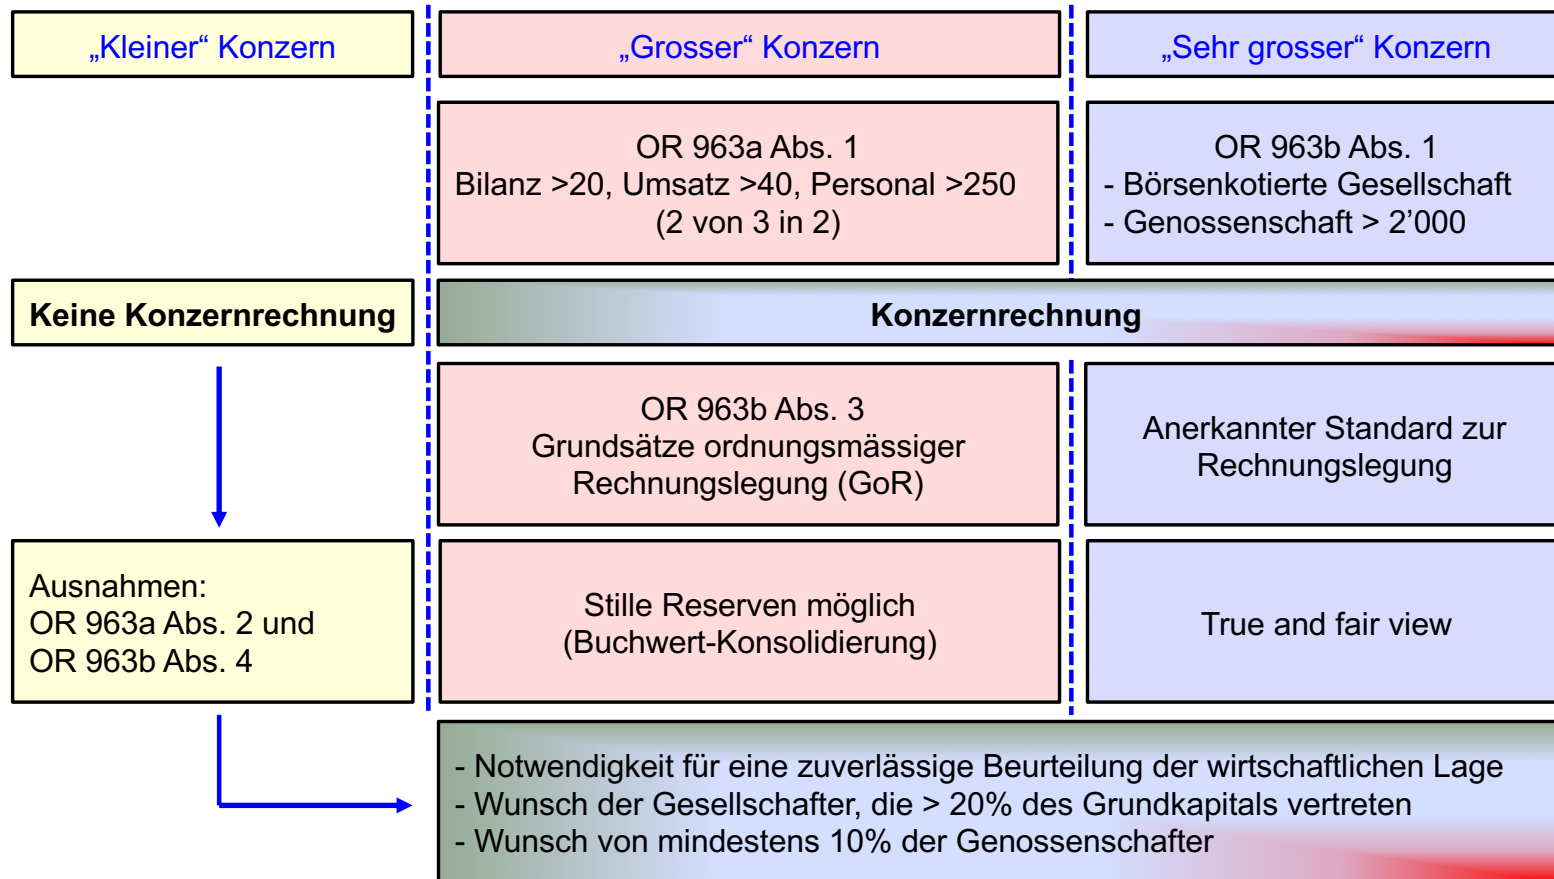 „Kleiner“ Konzern
„Grosser“ Konzern
„Sehr grosser“ Konzern
OR 963a Abs. 1
Bilanz >20, Umsatz >40, Personal >250
(2 von 3 in 2)
OR 963b Abs. 1
- Börsenkotierte Gesellschaft
- Genossenschaft > 2’000
Keine Konzernrechnung
Konzernrechnung
OR 963b Abs. 3
Grundsätze ordnungsmässiger
Rechnungslegung (GoR)
Anerkannter Standard zur
Rechnungslegung
Ausnahmen:
OR 963a Abs. 2 und
OR 963b Abs. 4
Stille Reserven möglich
(Buchwert-Konsolidierung)
True and fair view
- Notwendigkeit für eine zuverlässige Beurteilung der wirtschaftlichen Lage
- Wunsch der Gesellschafter, die > 20% des Grundkapitals vertreten
- Wunsch von mindestens 10% der Genossenschafter